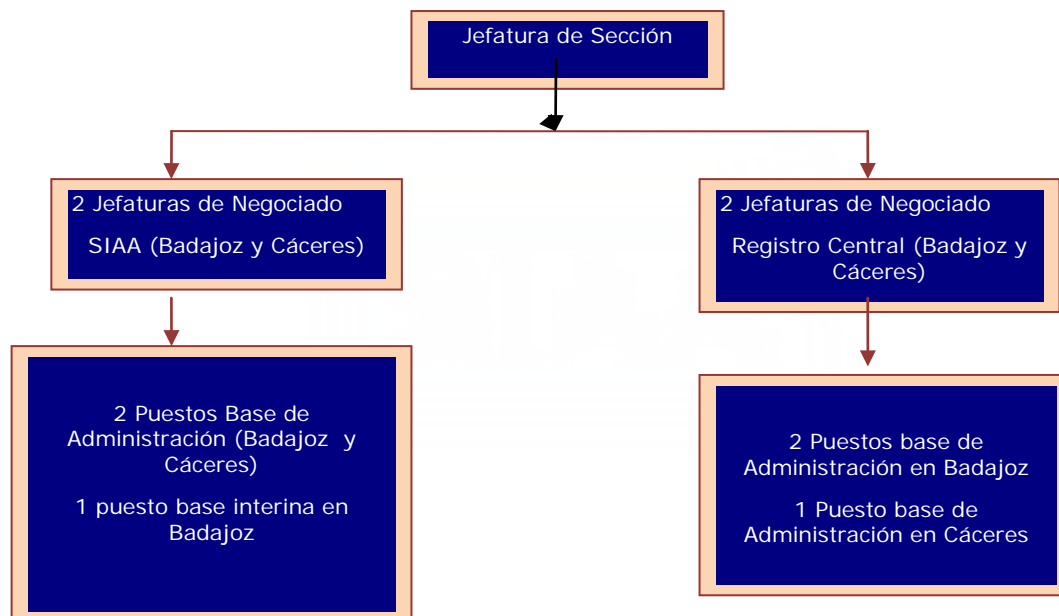 Jefatura de Sección
2 Jefaturas de Negociado
SIAA (Badajoz y Cáceres)
2 Jefaturas de Negociado
Registro Central (Badajoz y
Cáceres)
2 Puestos Base de
Administración (Badajoz y
Cáceres)
1 puesto base interina en
Badajoz
2 Puestos base de
Administración en Badajoz
1 Puesto base de
Administración en Cáceres